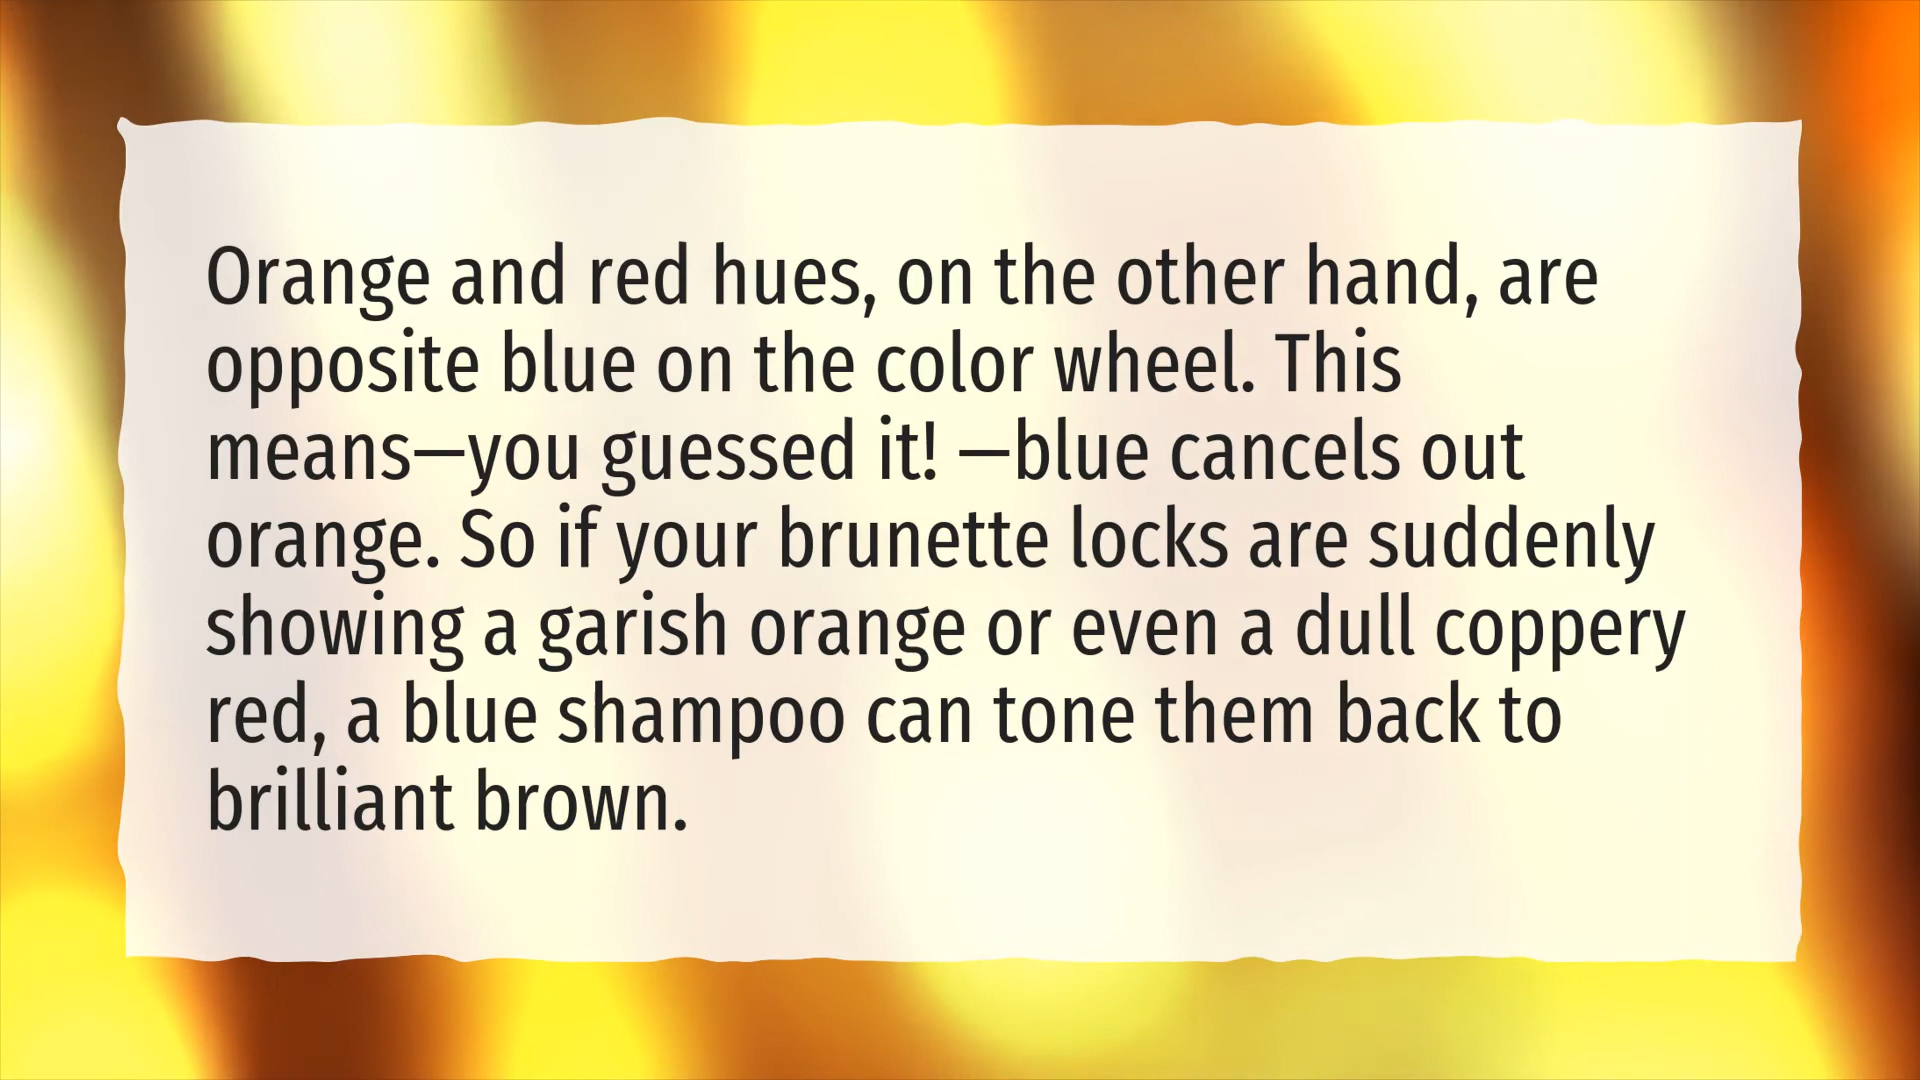 Orange and red hues, on the other hand, are
opposite blue on the color wheel. This
means—you guessed it! —blue cancels out
orange. So if your brunette locks are suddenly
showing a garish orange or even a dull coppery
red, a blue shampoo can tone them back to
brilliant brown.